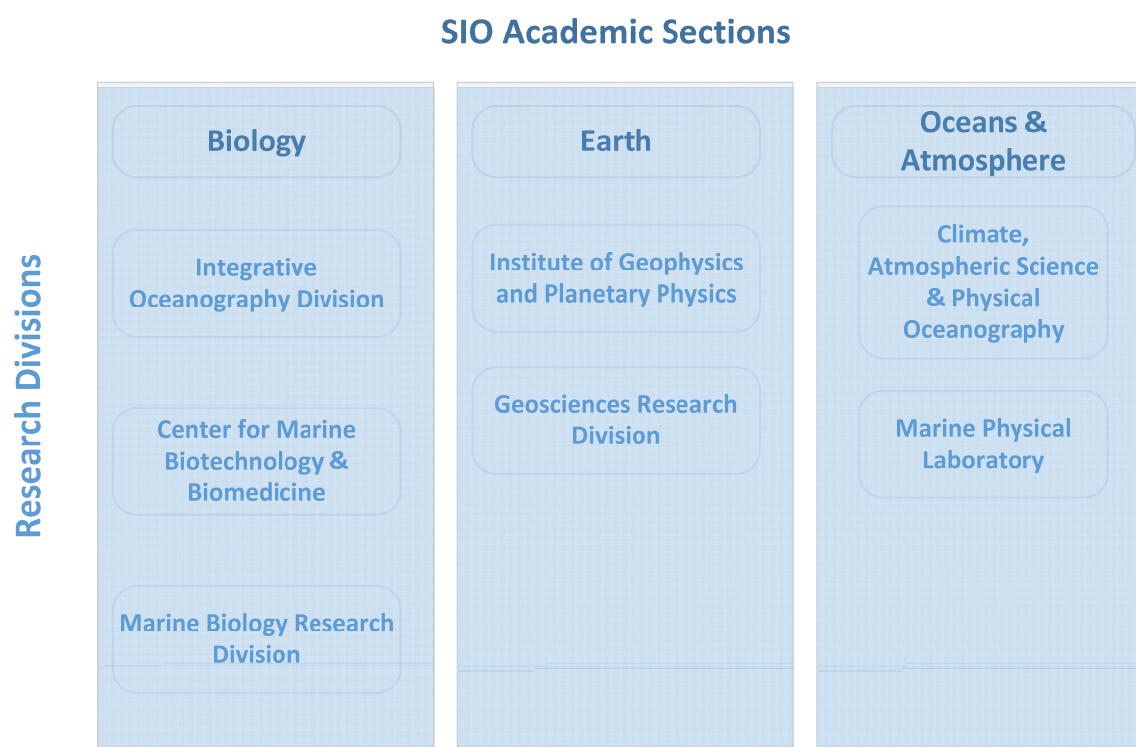 SIO Academic Sections
Research Divisions
Biology
Integrative
Oceanography Division
Center for Marine
Biotechnology &
Biomedicine
Marine Biology Research
Division
Earth
Institute of Geophysics
and Planetary Physics
Geosciences Research
Division
Oceans &
Atmosphere
Climate,
Atmospheric Science
& Physical
Oceanography
Marine Physical
Laboratory